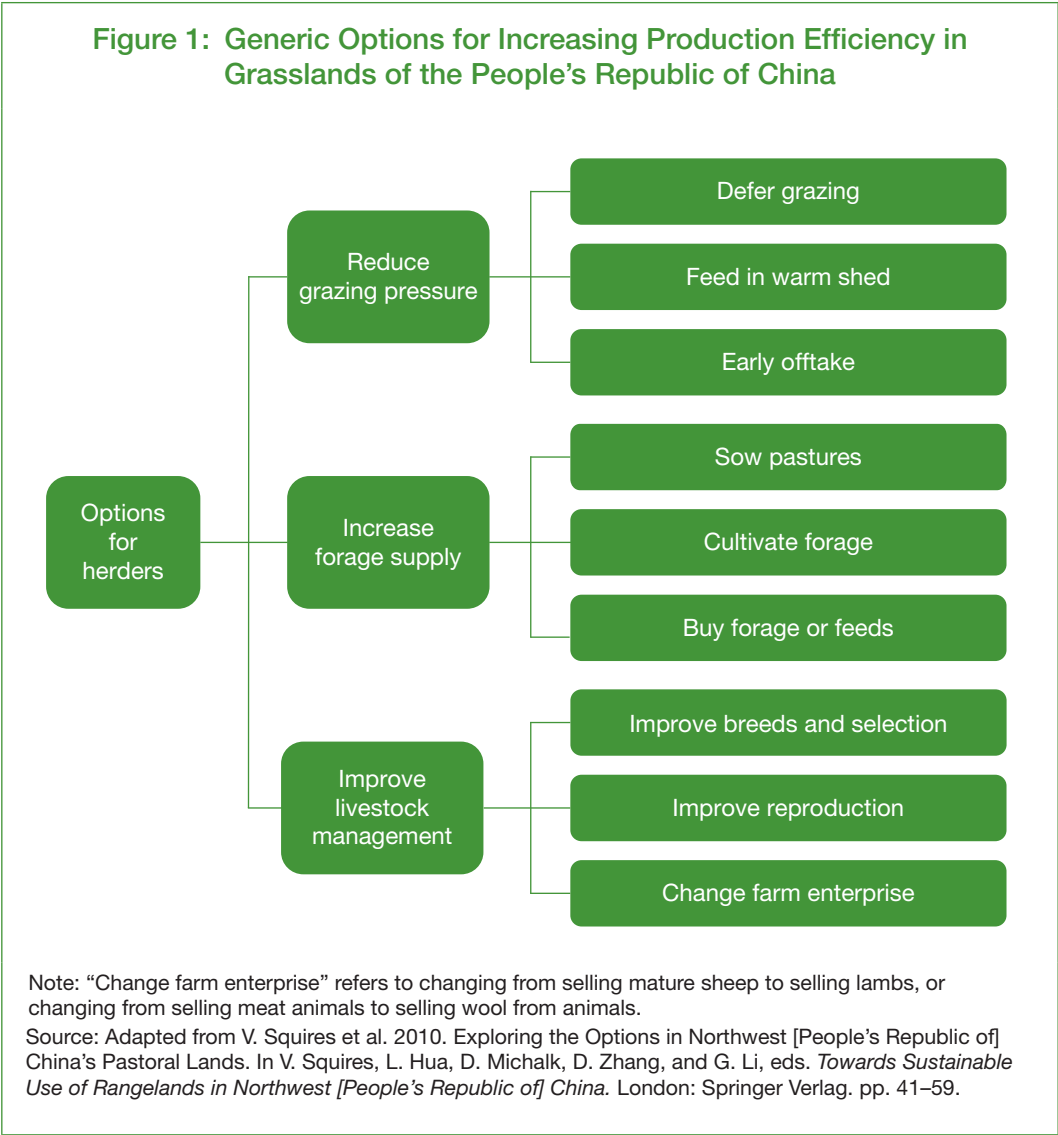 Figure 1: Generic Options for Increasing Production Efficiency in
Grasslands of the People’s Republic of China
Options
for
herders
Reduce
grazing pressure
Defer grazing
Feed in warm shed
Early offtake
Increase
forage supply
Sow pastures
Cultivate forage
Buy forage or feeds
Improve
livestock
management
Improve breeds and selection
Improve reproduction
Change farm enterprise
Note: “Change farm enterprise” refers to changing from selling mature sheep to selling lambs, or
changing from selling meat animals to selling wool from animals.
Source: Adapted from V. Squires et al. 2010. Exploring the Options in Northwest [People’s Republic of]
China’s Pastoral Lands. In V. Squires, L. Hua, D. Michalk, D. Zhang, and G. Li, eds. Towards Sustainable
Use of Rangelands in Northwest [People’s Republic of] China. London: Springer Verlag. pp. 41–59.